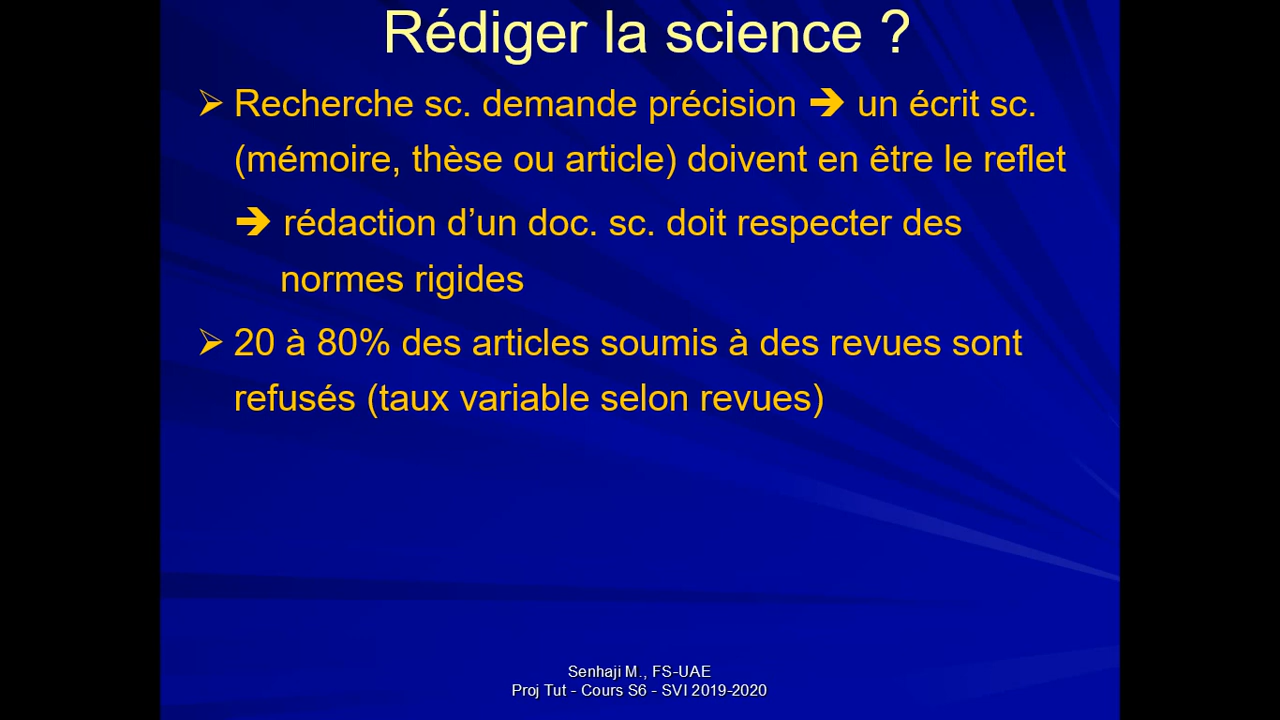 Rédiger la science ?
➢ Recherche sc. demande précision ➔ un écrit sc.
(mémoire, thèse ou article) doivent en être le reflet
➔ rédaction d’un doc. sc. doit respecter des
normes rigides
➢ 20 à 80% des articles soumis à des revues sont
refusés (taux variable selon revues)
Senhaji M., FS-UAE
Proj Tut - Cours S6 - SVI 2019-2020